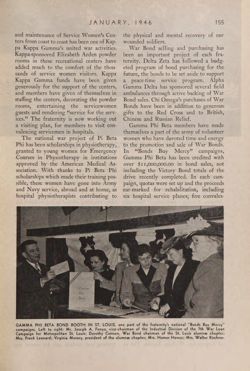 JANUARY, 1946
155
and maintenance of Service Women's Cen-
ters from coast to coast has been one of Kap-
pa Kappa Gamma's united war activities.
Kappa-sponsored Elizabeth Arden powder
rooms in these recreational centers have
added much to the comfort of the thou-
sands of service women visitors. Kappa
Kappa Gamma funds have been given
generously for the support of the centers,
and members have given of themselves in
staffing the centers, decorating the powder
rooms, entertaining the servicewomen
guests and rendering "service for the serv-
ices." The fraternity is now working out
a visiting plan, for members to visit con-
valescing servicemen in hospitals.
The national war project of Pi Beta
Phi has been scholarships in physiotherapy,
granted to young women for Emergency
Courses in Physiotherapy in institutions
approved by the American Medical As-
sociation. With thanks to Pi Beta Phi
scholarships which made their training pos-
sible, these women have gone into Army
and Navy service, abroad and at home, as
hospital physiotherapists contributing to
the physical and mental recovery of our
wounded soldiers.
War Bond selling and purchasing has
been an important project of each fra-
ternity. Delta Zeta has followed a budg-
eted program of bond purchasing for the
future, the bonds to be set aside to support
a peace-time service program. Alpha
Gamma Delta has sponsored several field
ambulances through active backing of War
Bond sales. Chi Omega's purchases of War
Bonds have been in addition to generous
gifts to the Red Cross and to British,
Chinese and Russian Relief.
Gamma Phi Beta members have made
themselves a part of the army of volunteer
women who have devoted time and energy
to the promotion and sale of War Bonds.
In "Bonds Buy Mercy" campaigns,
Gamma Phi Beta has been credited with
over $11,000,000 in bond sales, not
including the Victory Bond totals of the
drive recently completed. In each cam-
paign, quotas were set up and the proceeds
ear-marked for rehabilitation, including
six hospital service planes; five convales-
GAMMA PHI BETA BOND BOOTH IN ST. LOUIS, one part of the fraternity's national "Bonds Buy Mercy"
campaigns. Left to right: Mr. Joseph A. vice-chairman of the Industrial Division of the 7th War Loan
Campaign for Metropolitan St. Louis; Dorothy War Bond chairman of the St. Louis alumnae chapter;
Mrs. Frank Leonard; Virginia president of the alumnae chapter; Mrs. Homer Mrs. Walter